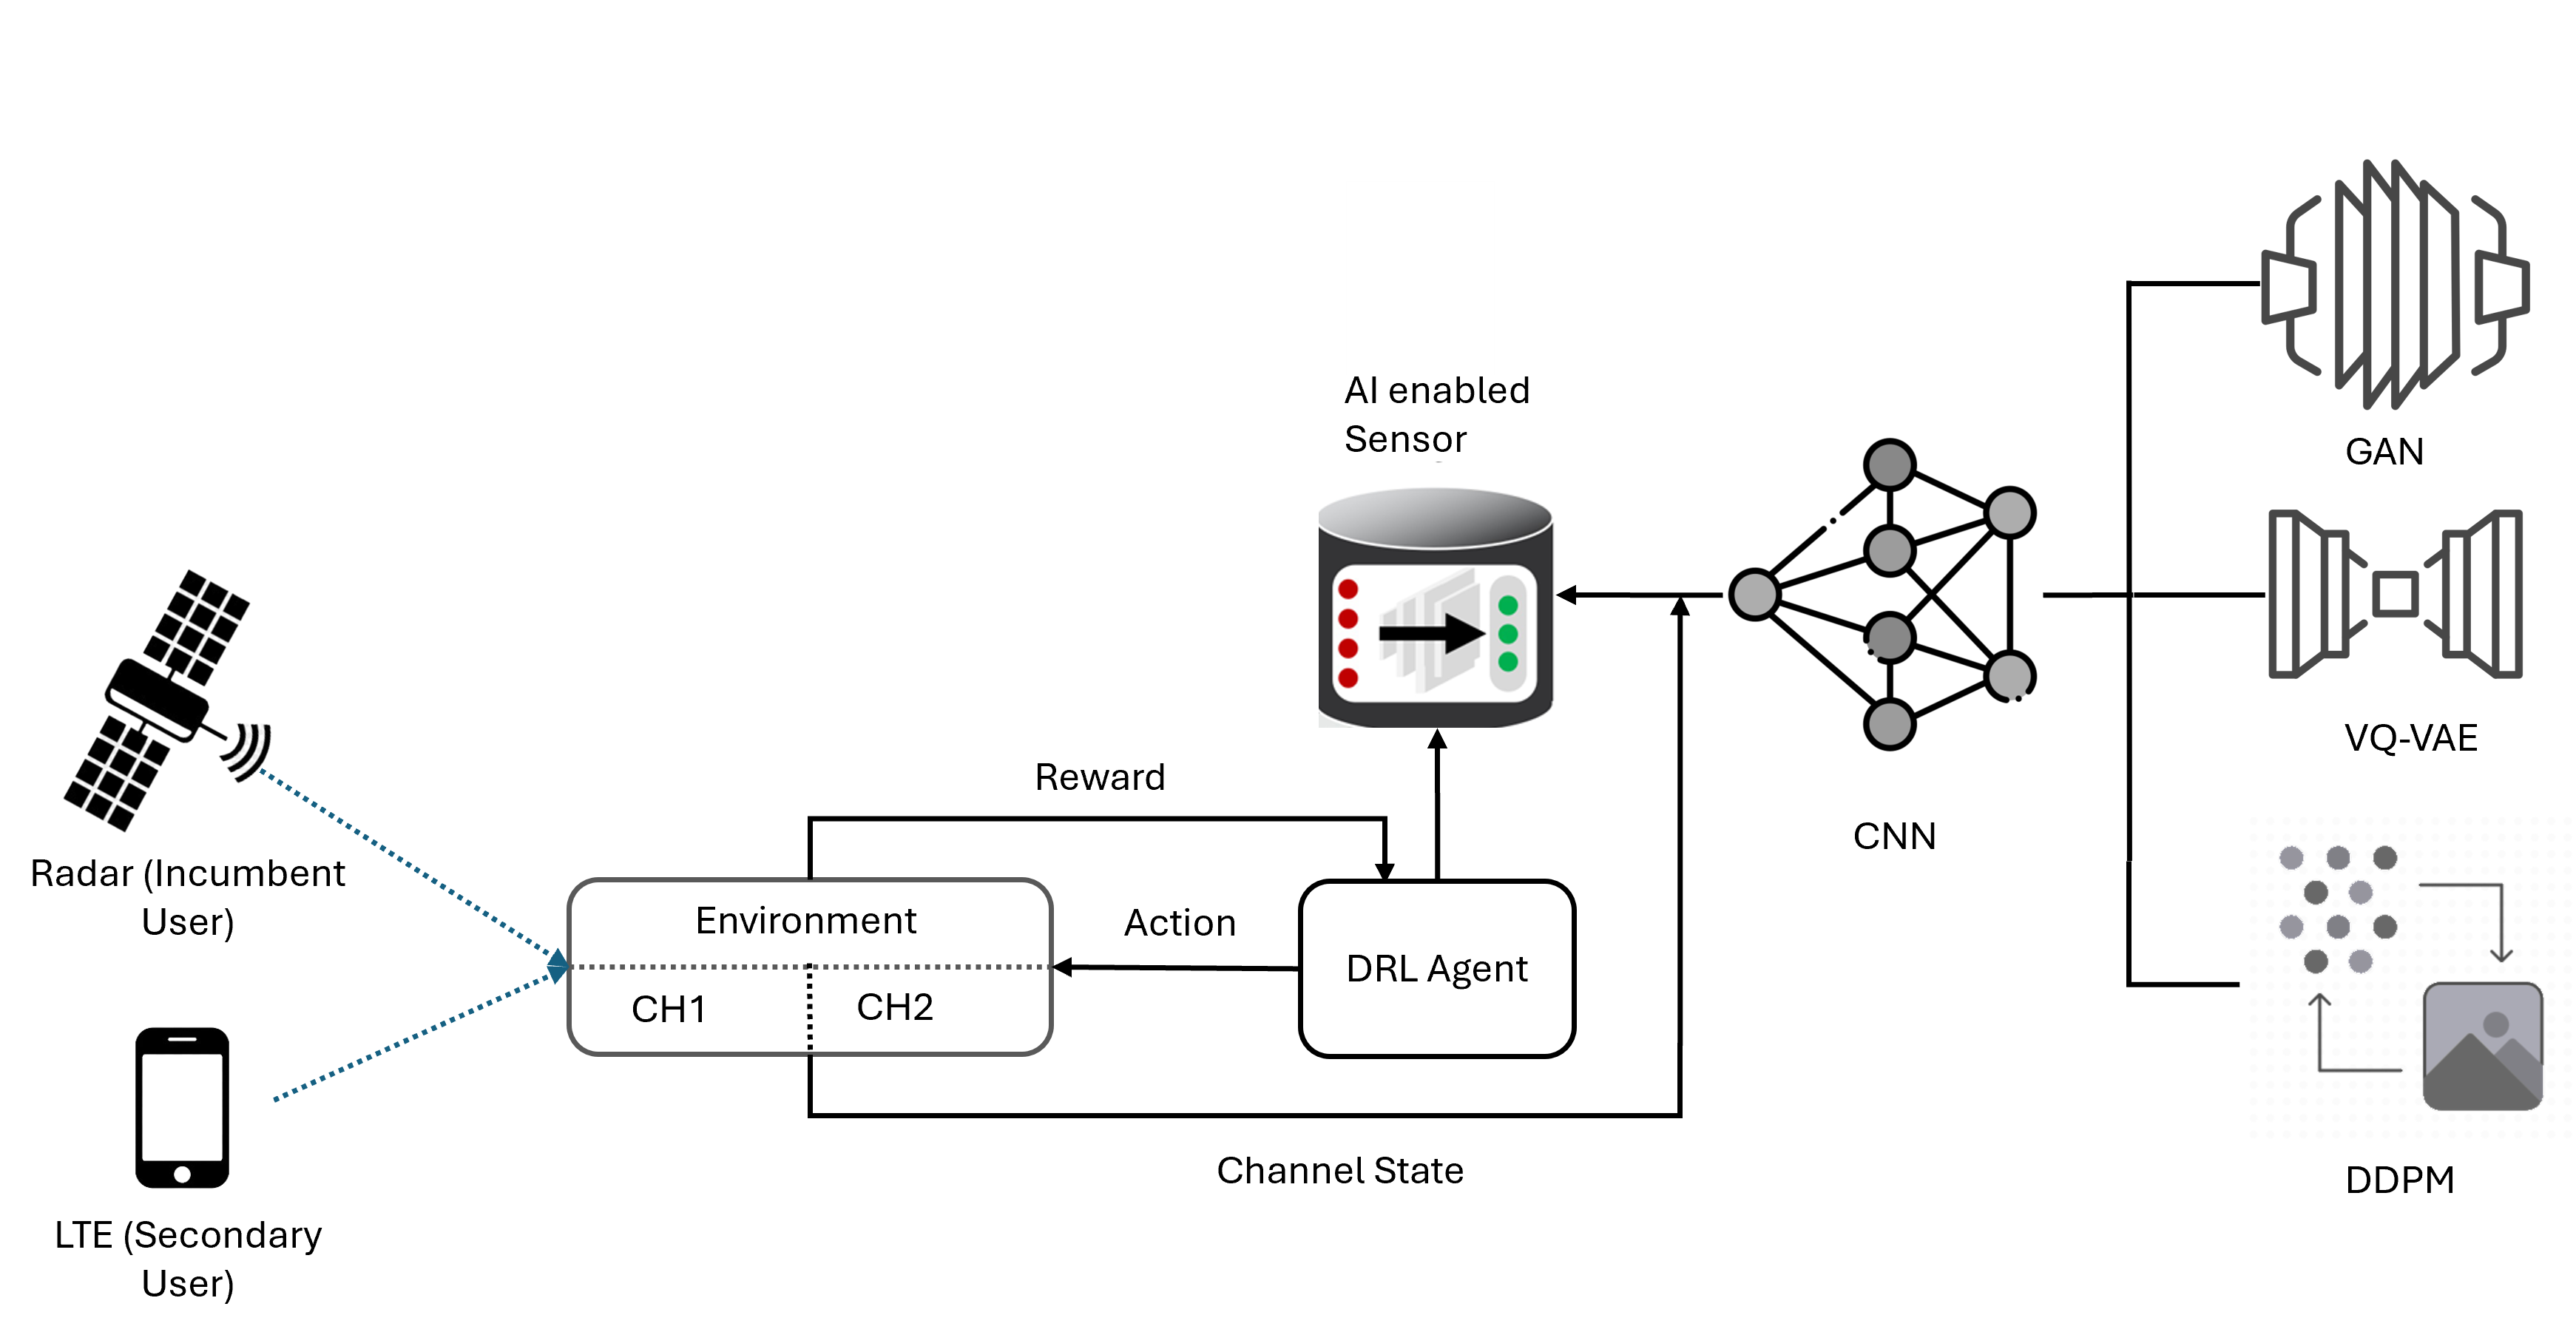 AI enabled
Sensor
GAN
VQ-VAE
Reward
CNN
Radar (Incumbent
User)
Environment
Action
DRL Agent
CH1
CH2
Channel State
DDPM
LTE (Secondary
User)